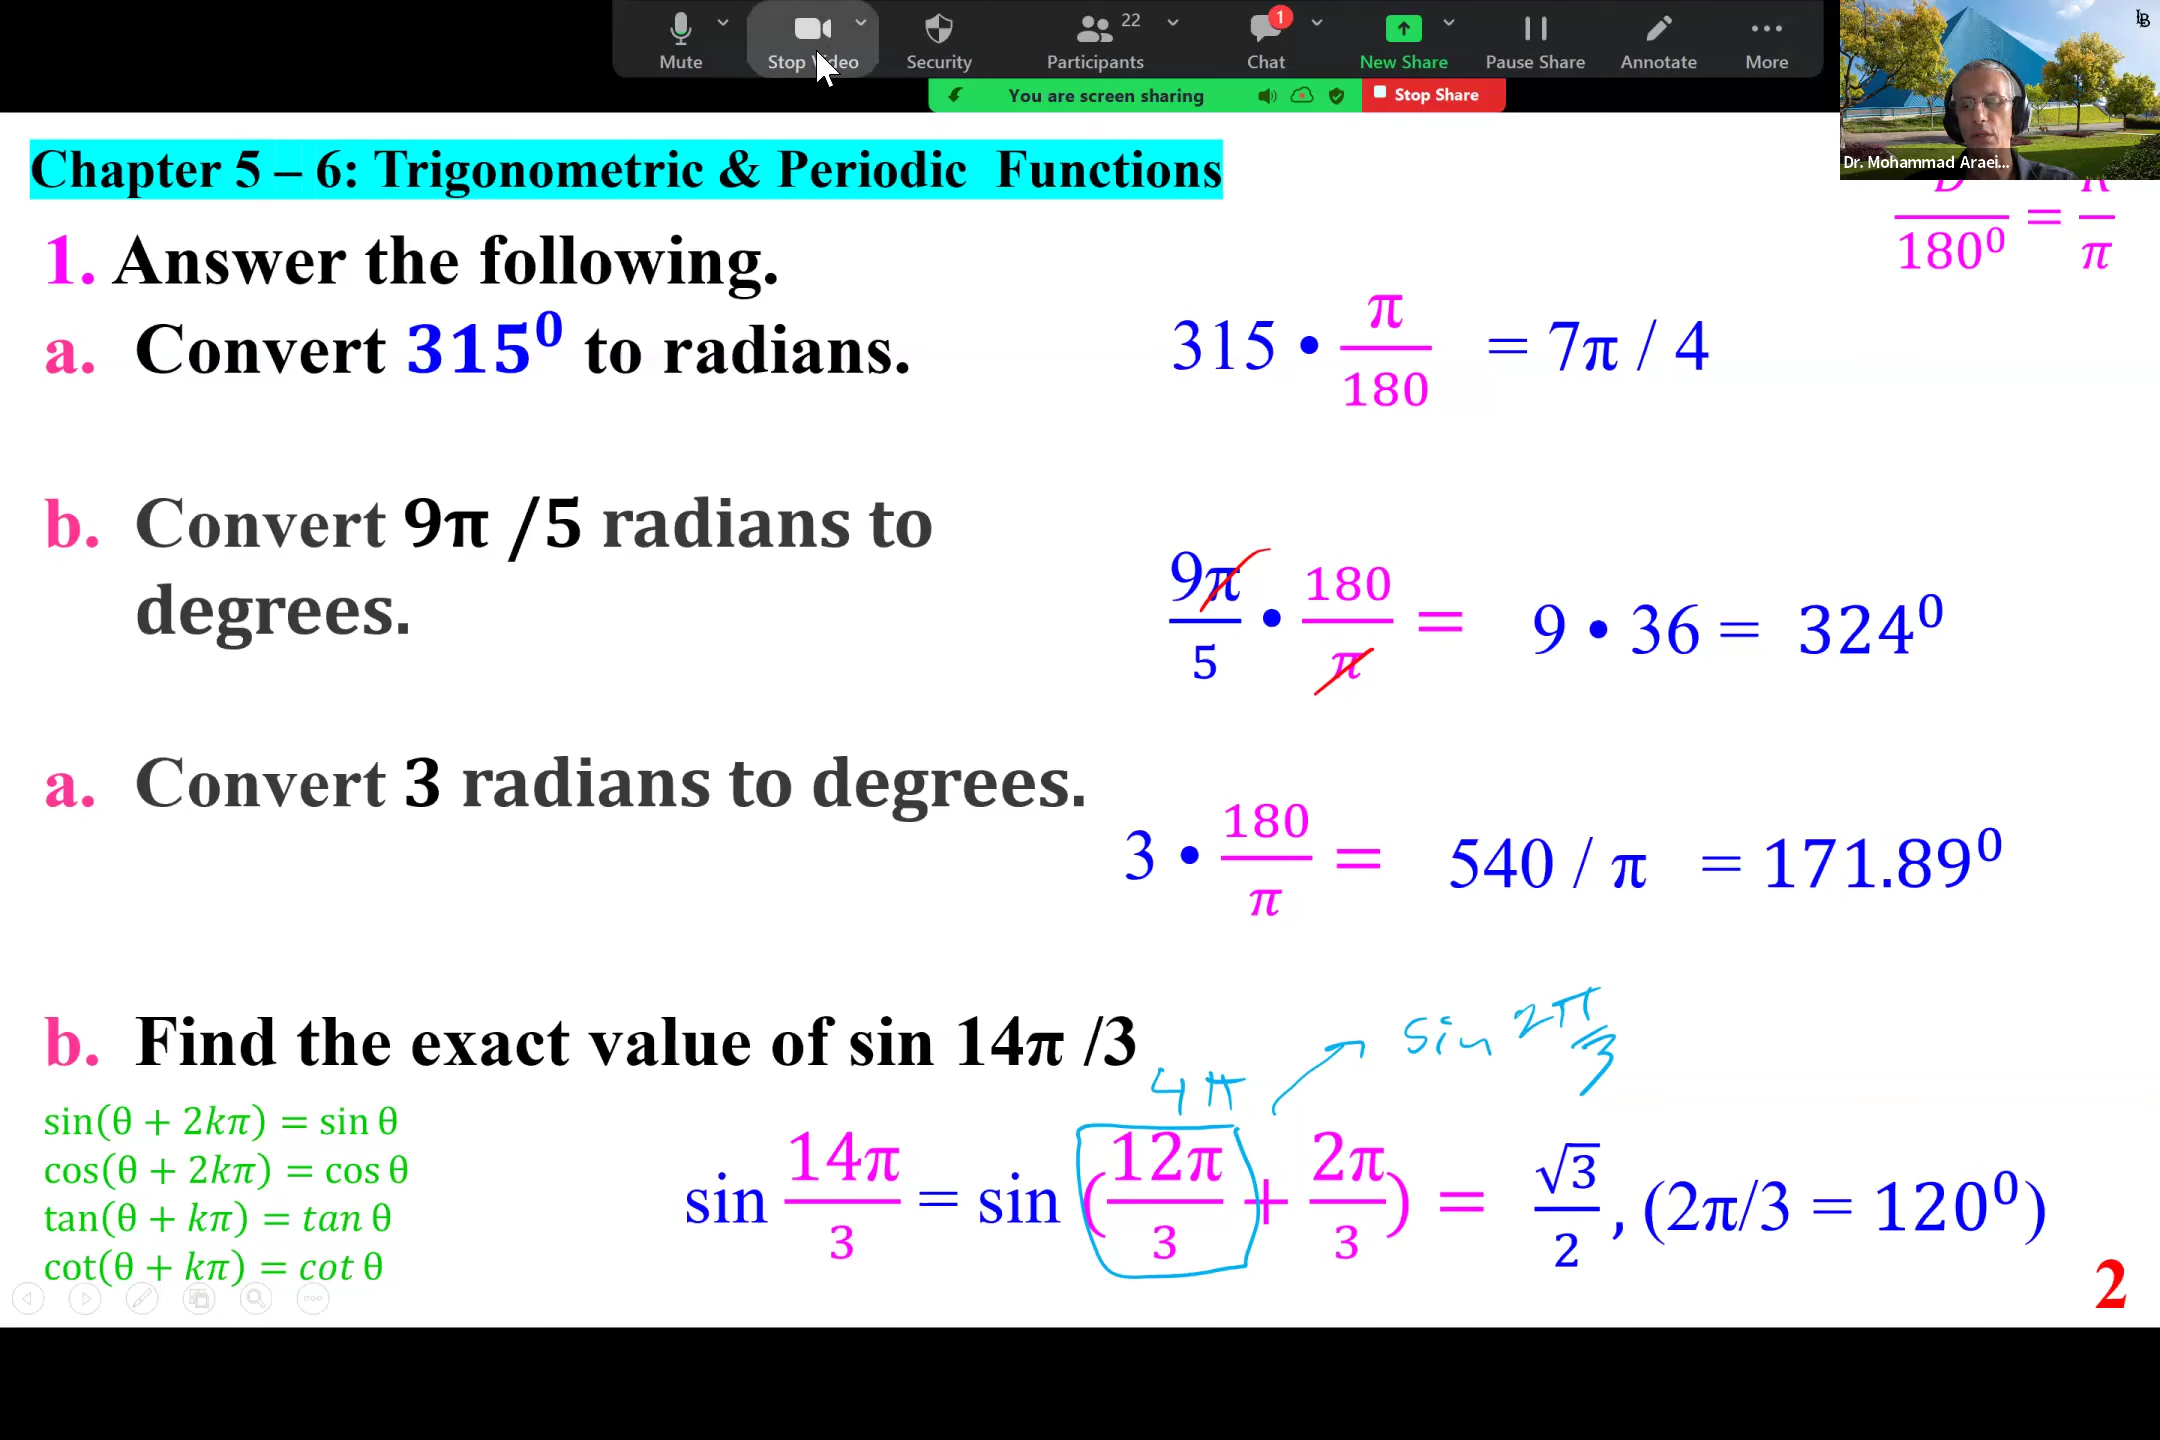 Mute
Stop Video
Security
Participants 22
Chat 1
New Share
Pause Share
Annotate
More
You are screen sharing
Stop Share
LB
Dr. Mohammad Araei...
Chapter 5 – 6: Trigonometric & Periodic Functions
D/180⁰ = R/π
1. Answer the following.
a. Convert 315⁰ to radians.
315 • π/180 = 7π / 4
b. Convert 9π /5 radians to
degrees.
9π/5 • 180/π = 9 • 36 = 324⁰
a. Convert 3 radians to degrees.
3 • 180/π = 540 / π = 171.89⁰
b. Find the exact value of sin 14π /3
sin 2π/3
4π
sin(θ + 2kπ) = sin θ
cos(θ + 2kπ) = cos θ
tan(θ + kπ) = tan θ
cot(θ + kπ) = cot θ
sin 14π/3 = sin (12π/3 + 2π/3) = √3/2, (2π/3 = 120⁰)
2